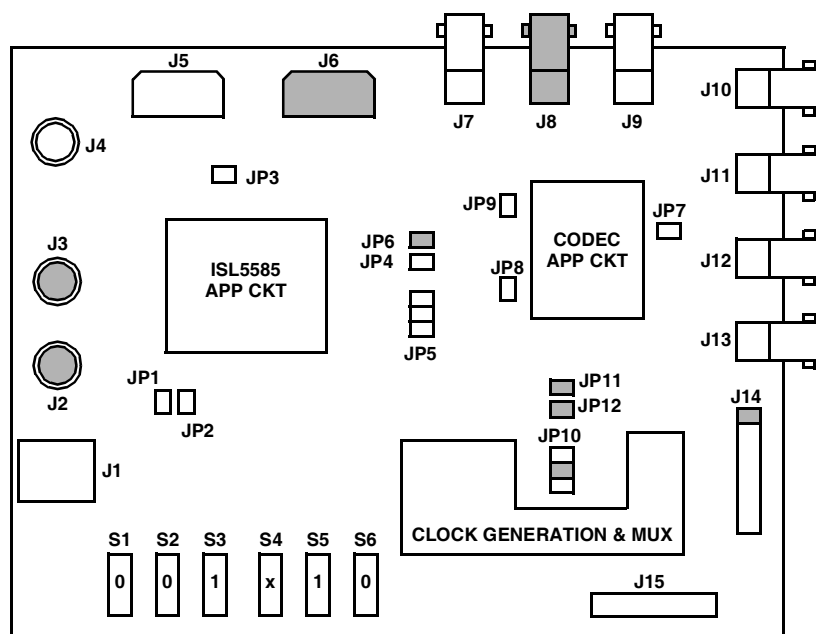 J5
J6
J7
J8
J9
J10
J4
JP3
J11
JP9
JP7
J3
JP6
JP4
ISL5585
APP CKT
CODEC
APP CKT
J12
JP8
JP5
J13
J2
JP1
JP2
JP11
JP12
J14
JP10
J1
CLOCK GENERATION & MUX
S1 S2 S3 S4 S5 S6
0 0 1 x 1 0
J15